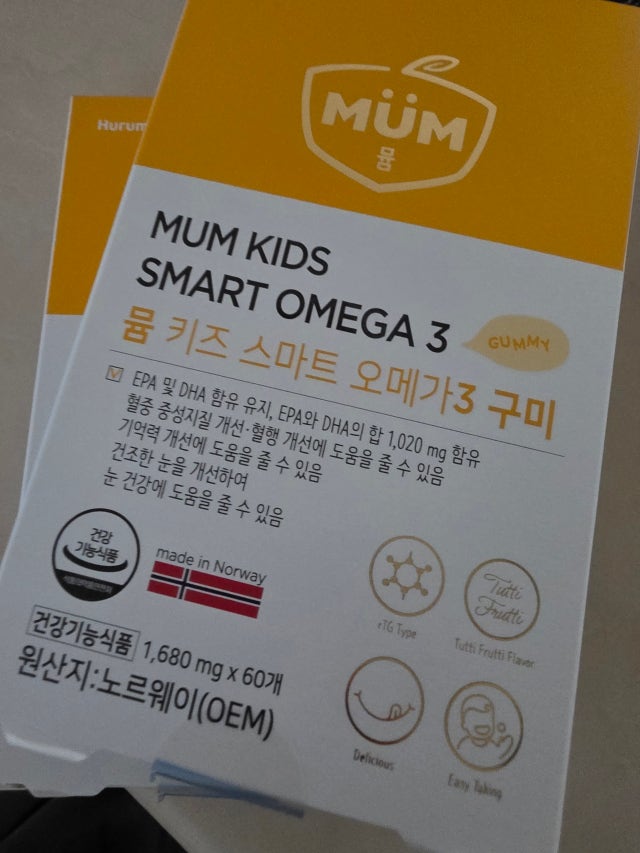 Hurum
MÜM
뮴
MUM KIDS
SMART OMEGA 3
GUMMY
뮴 키즈 스마트 오메가3 구미
EPA 및 DHA 함유 유지, EPA와 DHA의 합 1,020 mg 함유
혈중 중성지질 개선·혈행 개선에 도움을 줄 수 있음
기억력 개선에 도움을 줄 수 있음
건조한 눈을 개선하여
눈 건강에 도움을 줄 수 있음
건강
기능식품
made in Norway
건강기능식품 1,680 mg x 60개
원산지:노르웨이(OEM)
rTG Type
Tutti
Frutti
Tutti Frutti Flavor
Delicious
Easy Taking